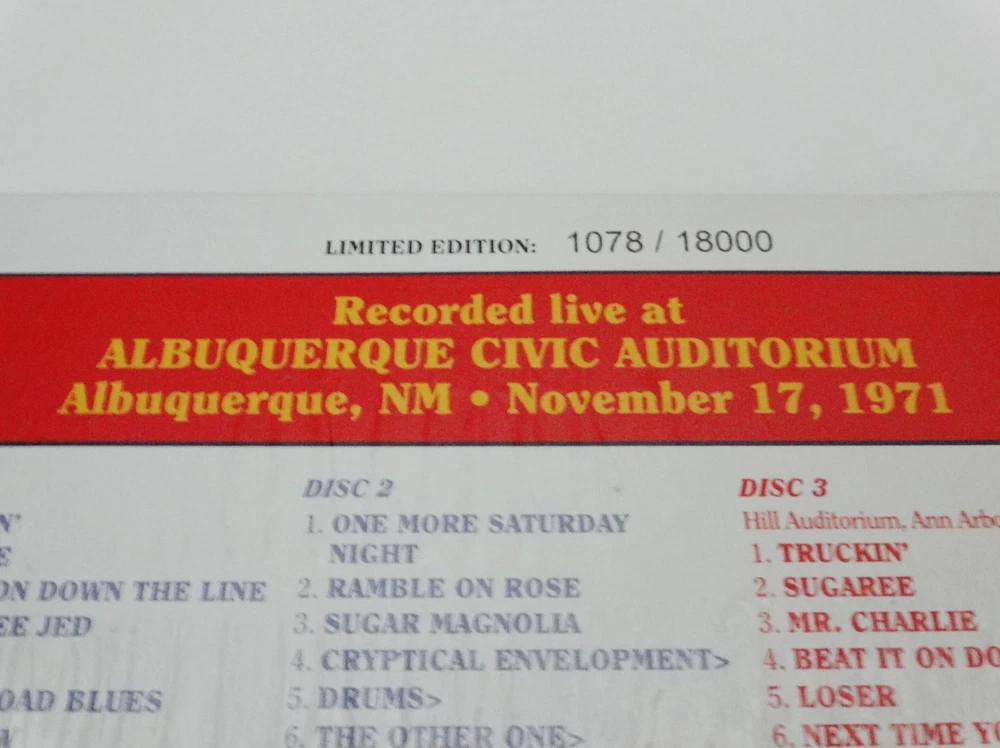 LIMITED EDITION: 1078 / 18000
Recorded live at
ALBUQUERQUE CIVIC AUDITORIUM
Albuquerque, NM • November 17, 1971
N'
E
ON DOWN THE LINE
EE JED
OAD BLUES
W
DISC 2
1. ONE MORE SATURDAY
NIGHT
2. RAMBLE ON ROSE
3. SUGAR MAGNOLIA
4. CRYPTICAL ENVELOPMENT>
5. DRUMS>
6. THE OTHER ONE>
DISC 3
Hill Auditorium, Ann Arbo
1. TRUCKIN'
2. SUGAREE
3. MR. CHARLIE
4. BEAT IT ON DO
5. LOSER
6. NEXT TIME YO